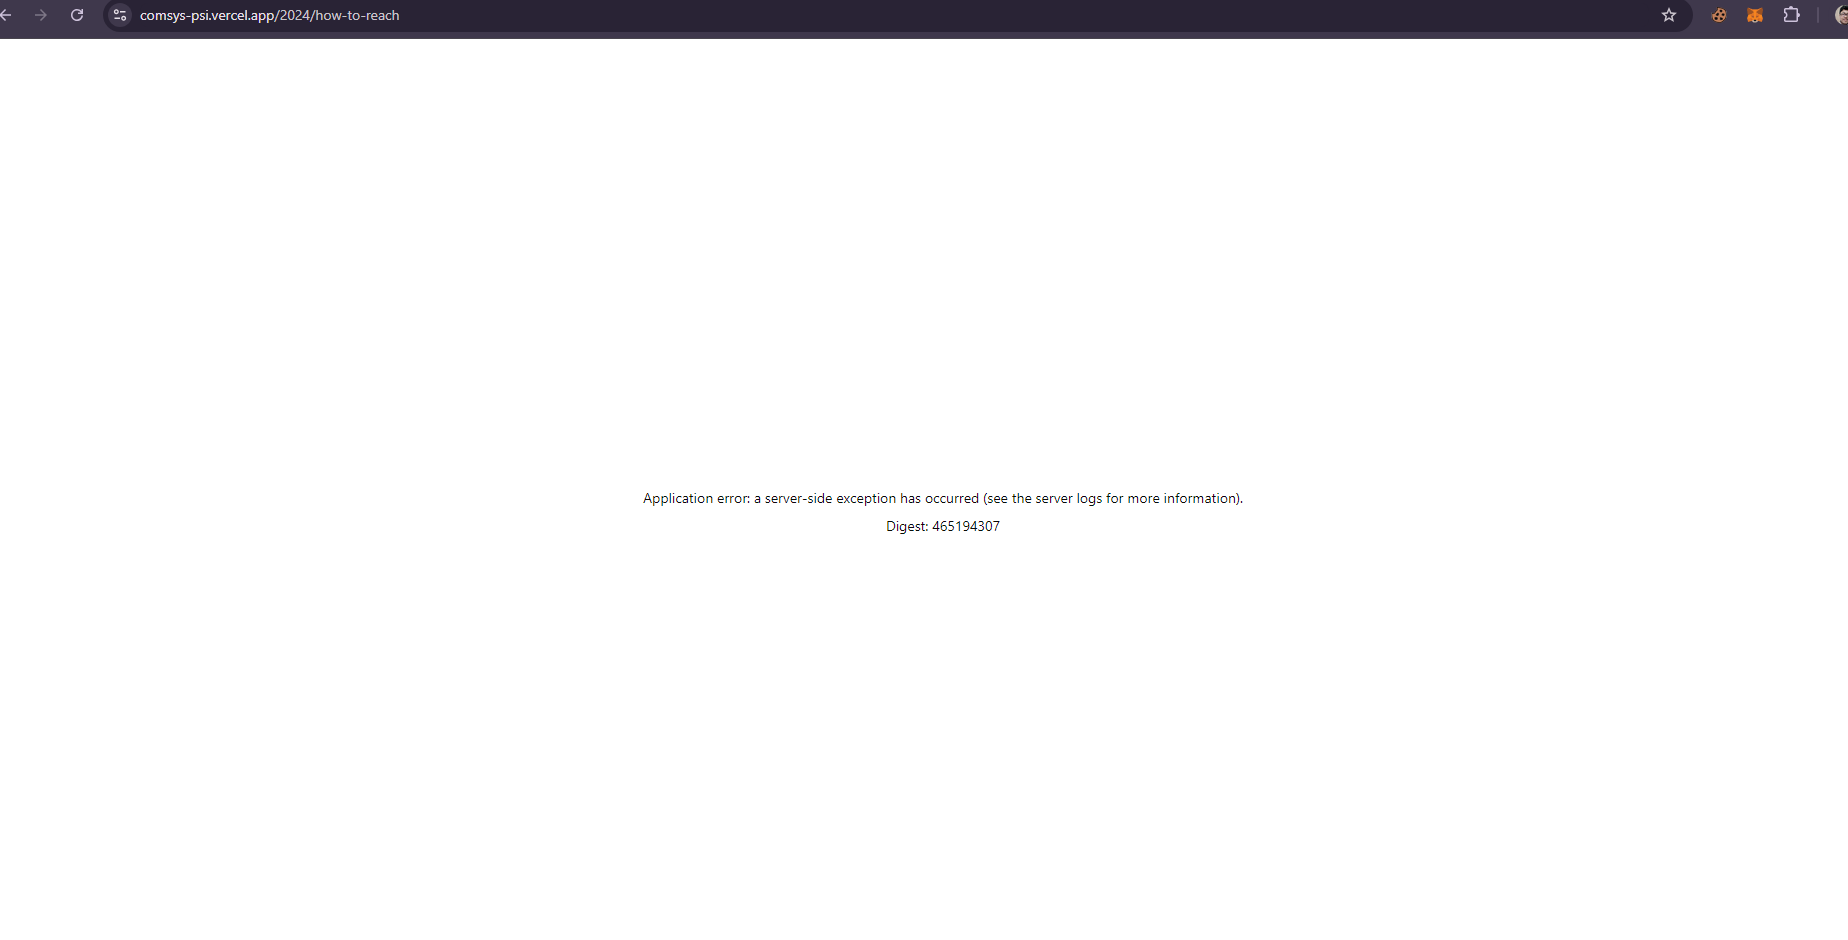 comsys-psi.vercel.app/2024/how-to-reach
Application error: a server-side exception has occurred (see the server logs for more information).
Digest: 465194307